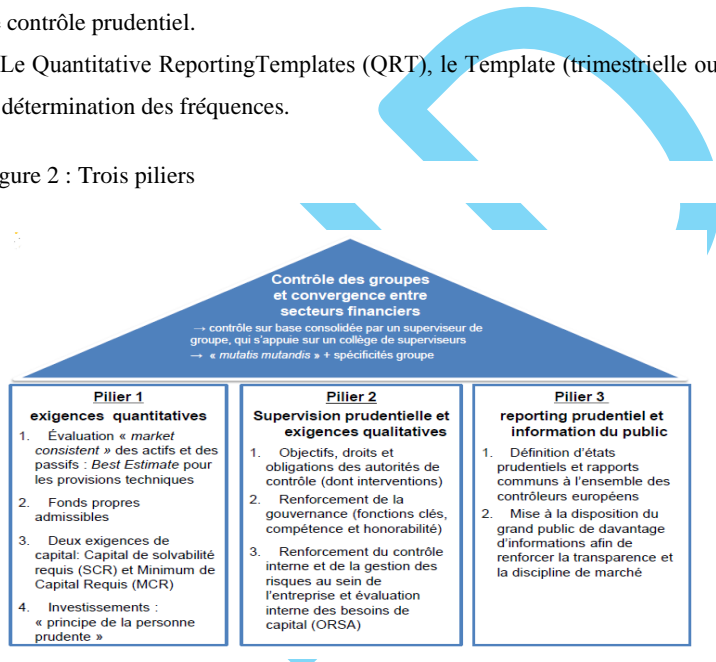 contrôle prudentiel.
Le Quantitative ReportingTemplates (QRT), le Template (trimestrielle ou
détermination des fréquences.
gure 2 : Trois piliers
Contrôle des groupes
et convergence entre
secteurs financiers
→ contrôle sur base consolidée par un superviseur de
groupe, qui s'appuie sur un collège de superviseurs
→ « mutatis mutandis » + spécificités groupe
Pilier 1
exigences quantitatives
1. Évaluation « market
consistent » des actifs et des
passifs : Best Estimate pour
les provisions techniques
2. Fonds propres
admissibles
3. Deux exigences de
capital: Capital de solvabilité
requis (SCR) et Minimum de
Capital Requis (MCR)
4. Investissements :
« principe de la personne
prudente »
Pilier 2
Supervision prudentielle et
exigences qualitatives
1. Objectifs, droits et
obligations des autorités de
contrôle (dont interventions)
2. Renforcement de la
gouvernance (fonctions clés,
compétence et honorabilité)
3. Renforcement du contrôle
interne et de la gestion des
risques au sein de
l'entreprise et évaluation
interne des besoins de
capital (ORSA)
Pilier 3
reporting prudentiel et
information du public
1. Définition d'états
prudentiels et rapports
communs à l'ensemble des
contrôleurs européens
2. Mise à la disposition du
grand public de davantage
d'informations afin de
renforcer la transparence et
la discipline de marché